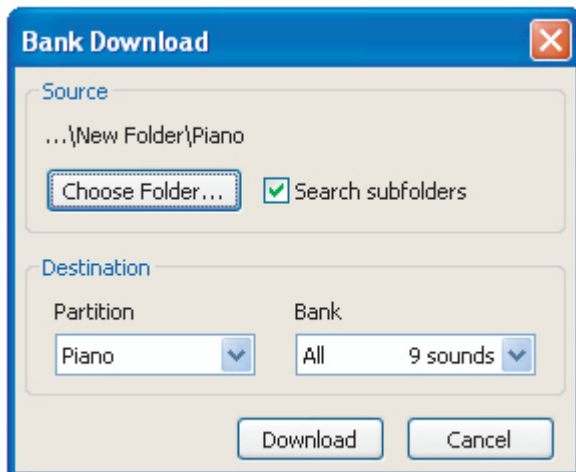 Bank Download
Source
...\New Folder\Piano
Choose Folder... Search subfolders
Destination
Partition Bank
Piano All 9 sounds
Download Cancel